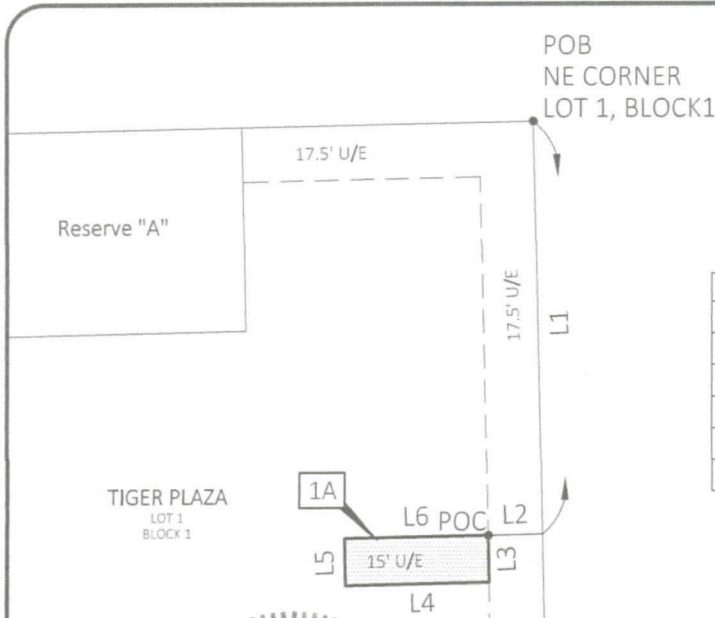 POB
NE CORNER
LOT 1, BLOCK1
17.5' U/E
Reserve "A"
17.5' U/E
L1
TIGER PLAZA
LOT 1
BLOCK 1
1A
L6 POC L2
L5
15' U/E
L3
L4